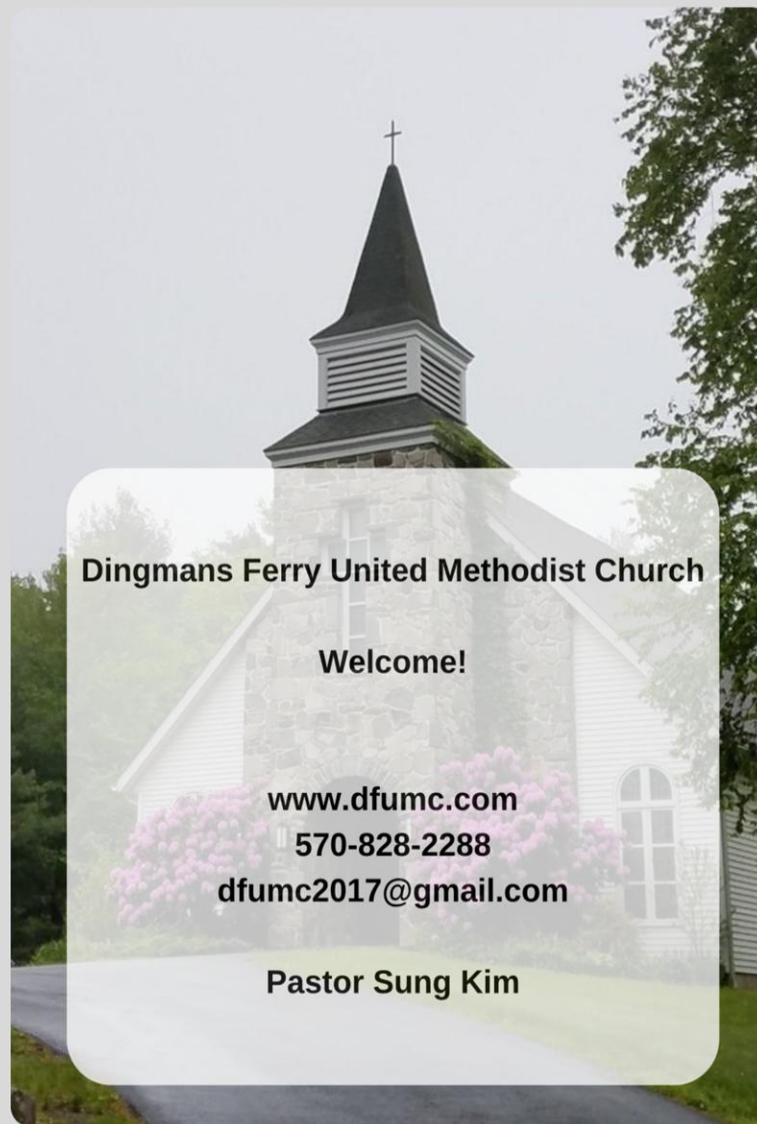 Dingmans Ferry United Methodist Church
Welcome!
www.dfumc.com
570-828-2288
dfumc2017@gmail.com
Pastor Sung Kim